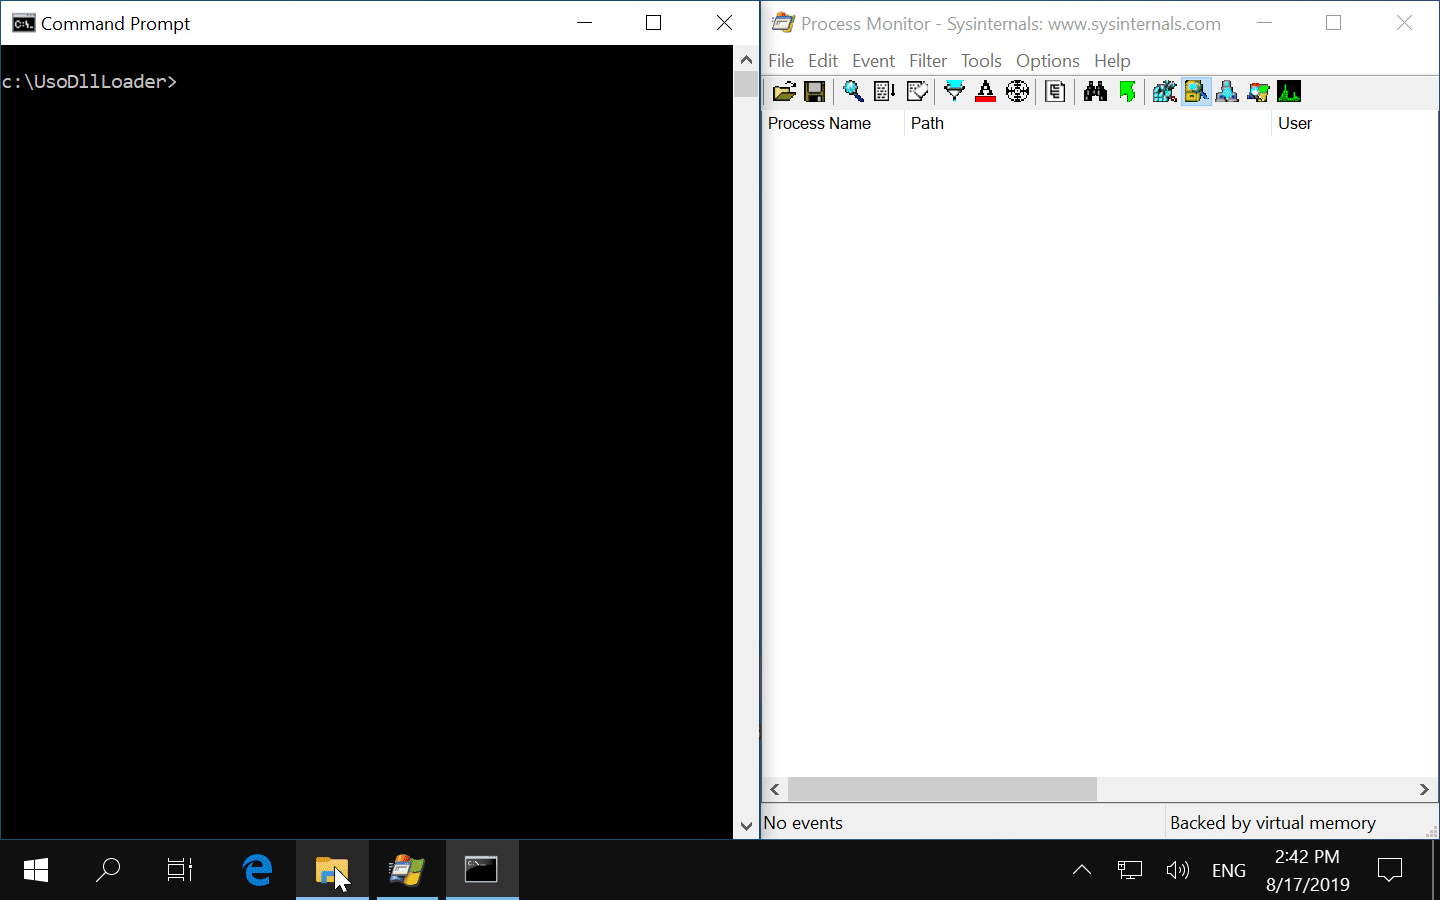 Command Prompt
c:\UsoDllLoader>
Process Monitor - Sysinternals: www.sysinternals.com
File Edit Event Filter Tools Options Help
Process Name Path User
No events Backed by virtual memory
ENG
2:42 PM
8/17/2019